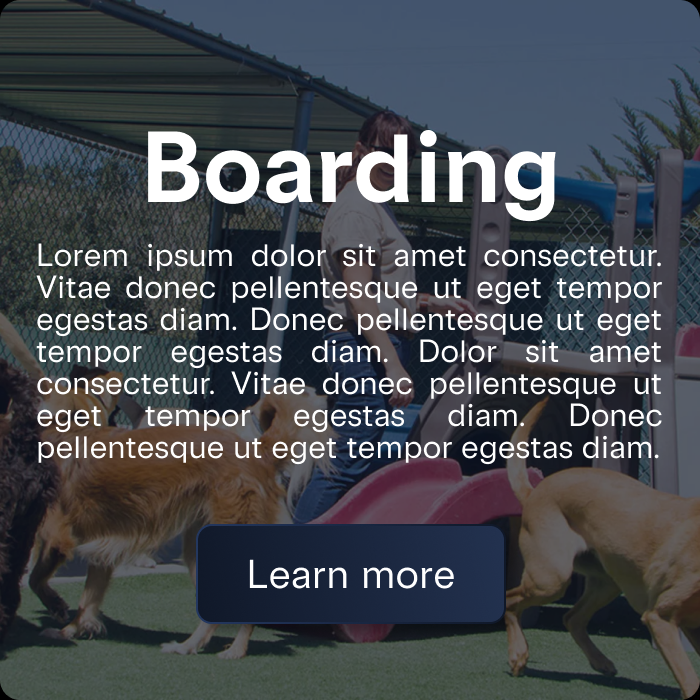 Boarding
Lorem ipsum dolor sit amet consectetur.
Vitae donec pellentesque ut eget tempor
egestas diam. Donec pellentesque ut eget
tempor egestas diam. Dolor sit amet
consectetur. Vitae donec pellentesque ut
eget tempor egestas diam. Donec
pellentesque ut eget tempor egestas diam.
Learn more